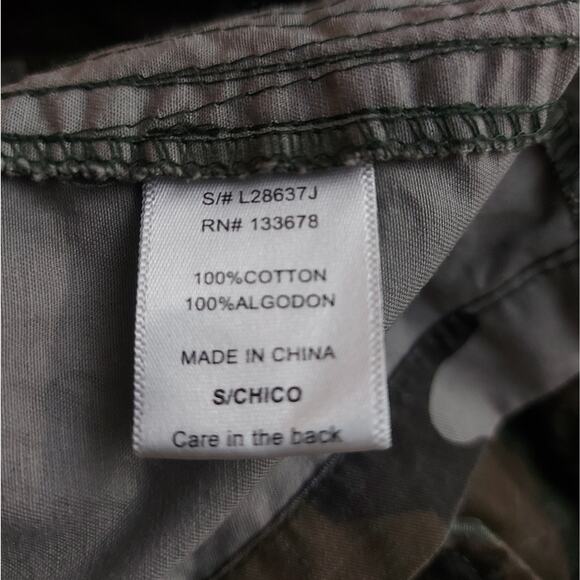 S/# L28637J
RN# 133678
100%COTTON
100%ALGODON
MADE IN CHINA
S/CHICO
Care in the back